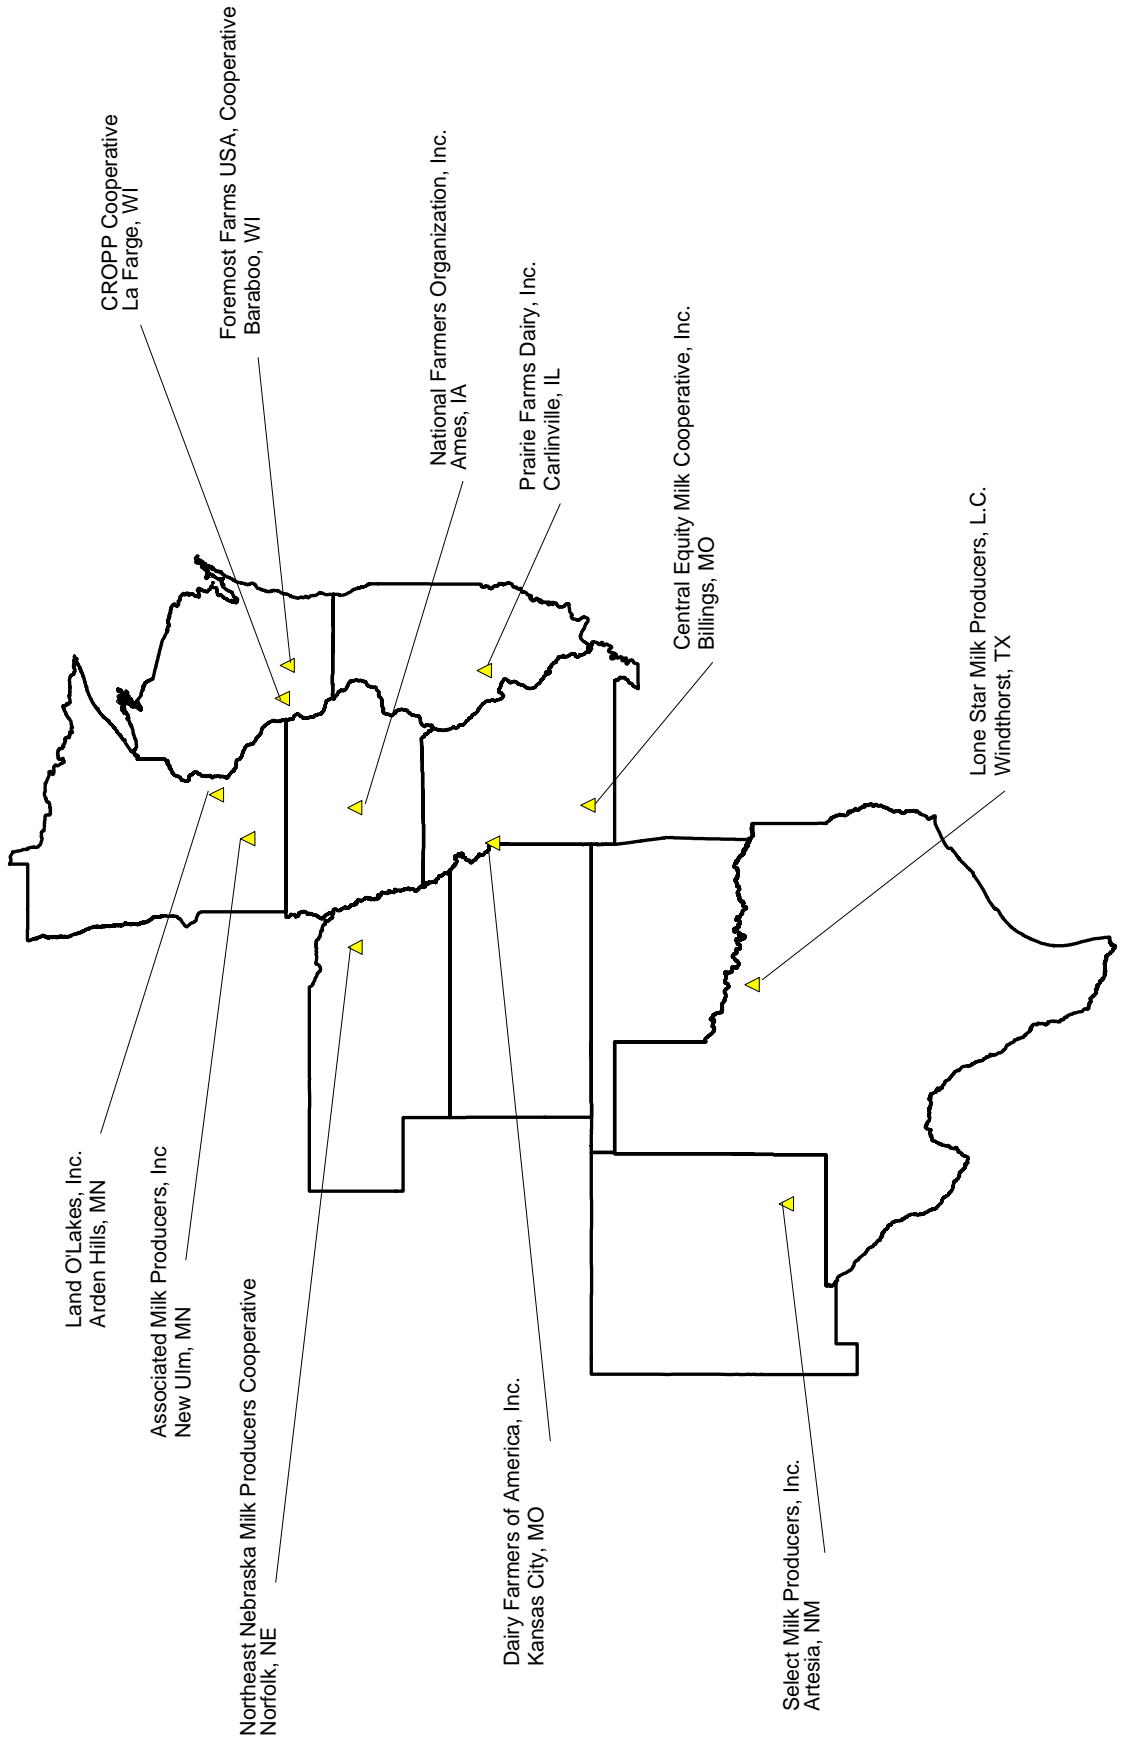 Land O'Lakes, Inc.
Arden Hills, MN
Associated Milk Producers, Inc
New Ulm, MN
Northeast Nebraska Milk Producers Cooperative
Norfolk, NE
Dairy Farmers of America, Inc.
Kansas City, MO
Select Milk Producers, Inc.
Artesia, NM
CROPP Cooperative
La Farge, WI
Foremost Farms USA, Cooperative
Baraboo, WI
National Farmers Organization, Inc.
Ames, IA
Prairie Farms Dairy, Inc.
Carlinville, IL
Central Equity Milk Cooperative, Inc.
Billings, MO
Lone Star Milk Producers, L.C.
Windthorst, TX